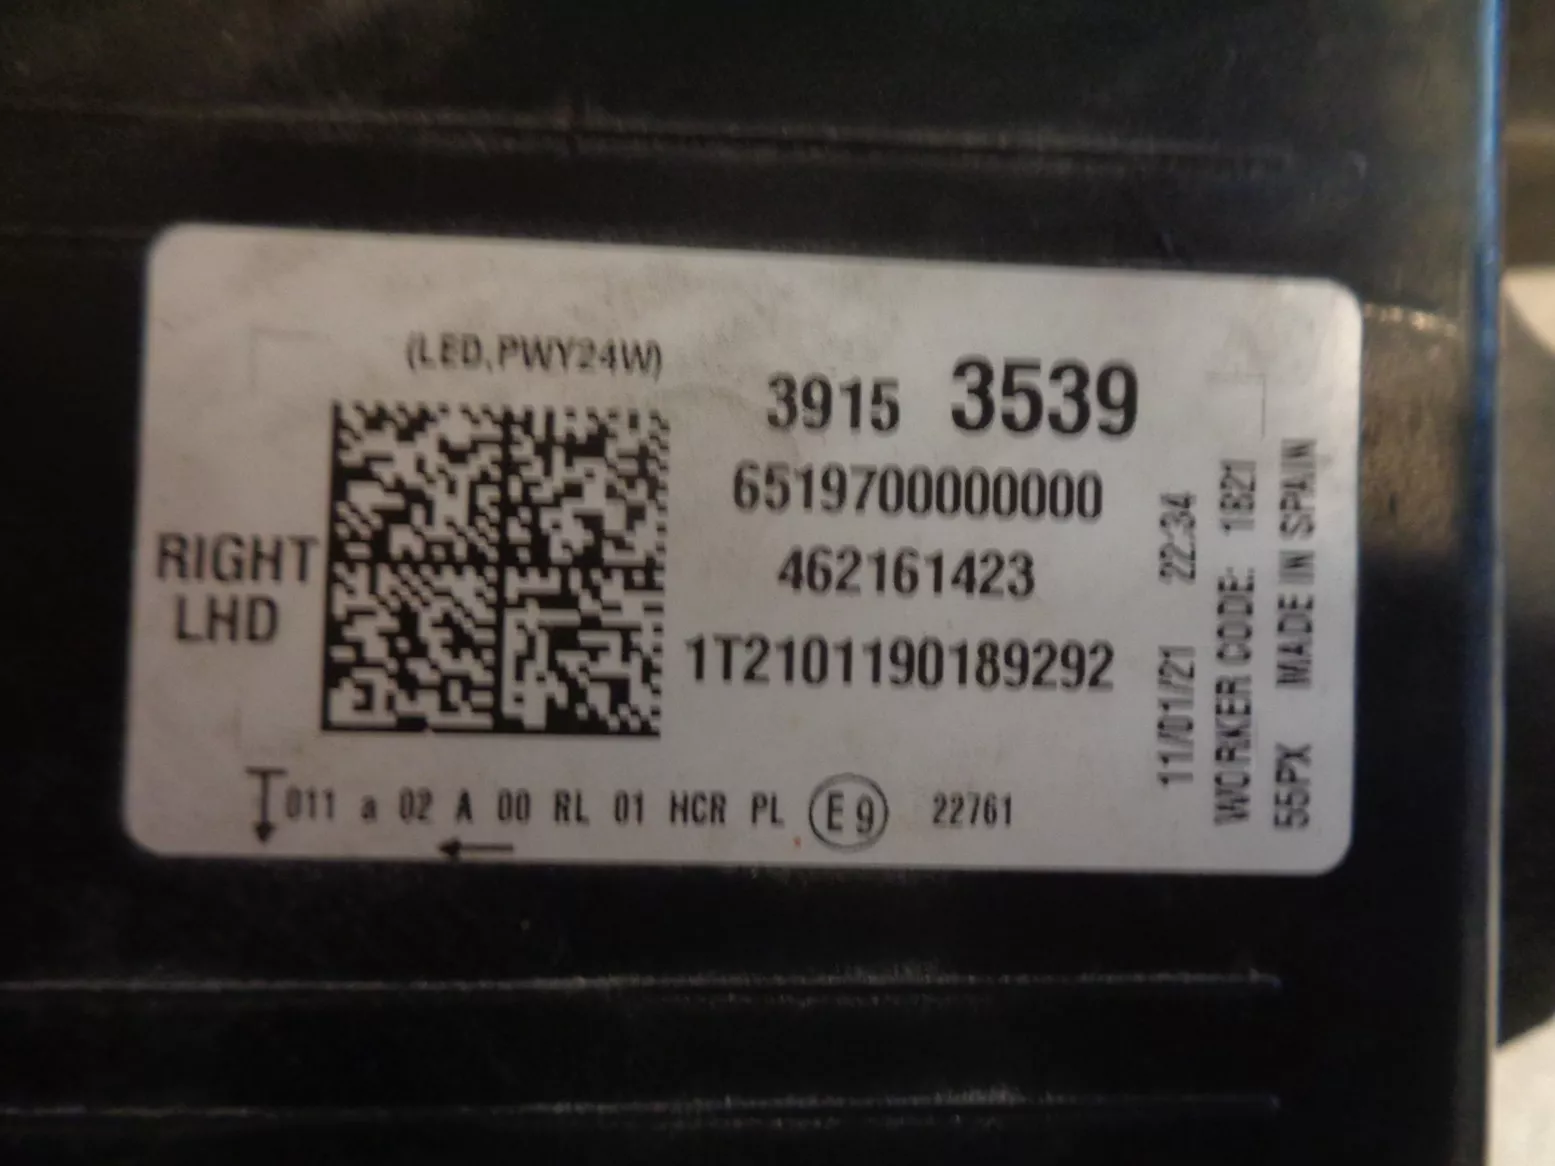 (LED,PWY24W)
3915 3539
6519700000000
462161423
1T2101190189292
RIGHT
LHD
011 a 02 A 00 RL 01 HCR PL E9 22761
11/01/21 22:34
WORKER CODE: 1B21
55PX MADE IN SPAIN